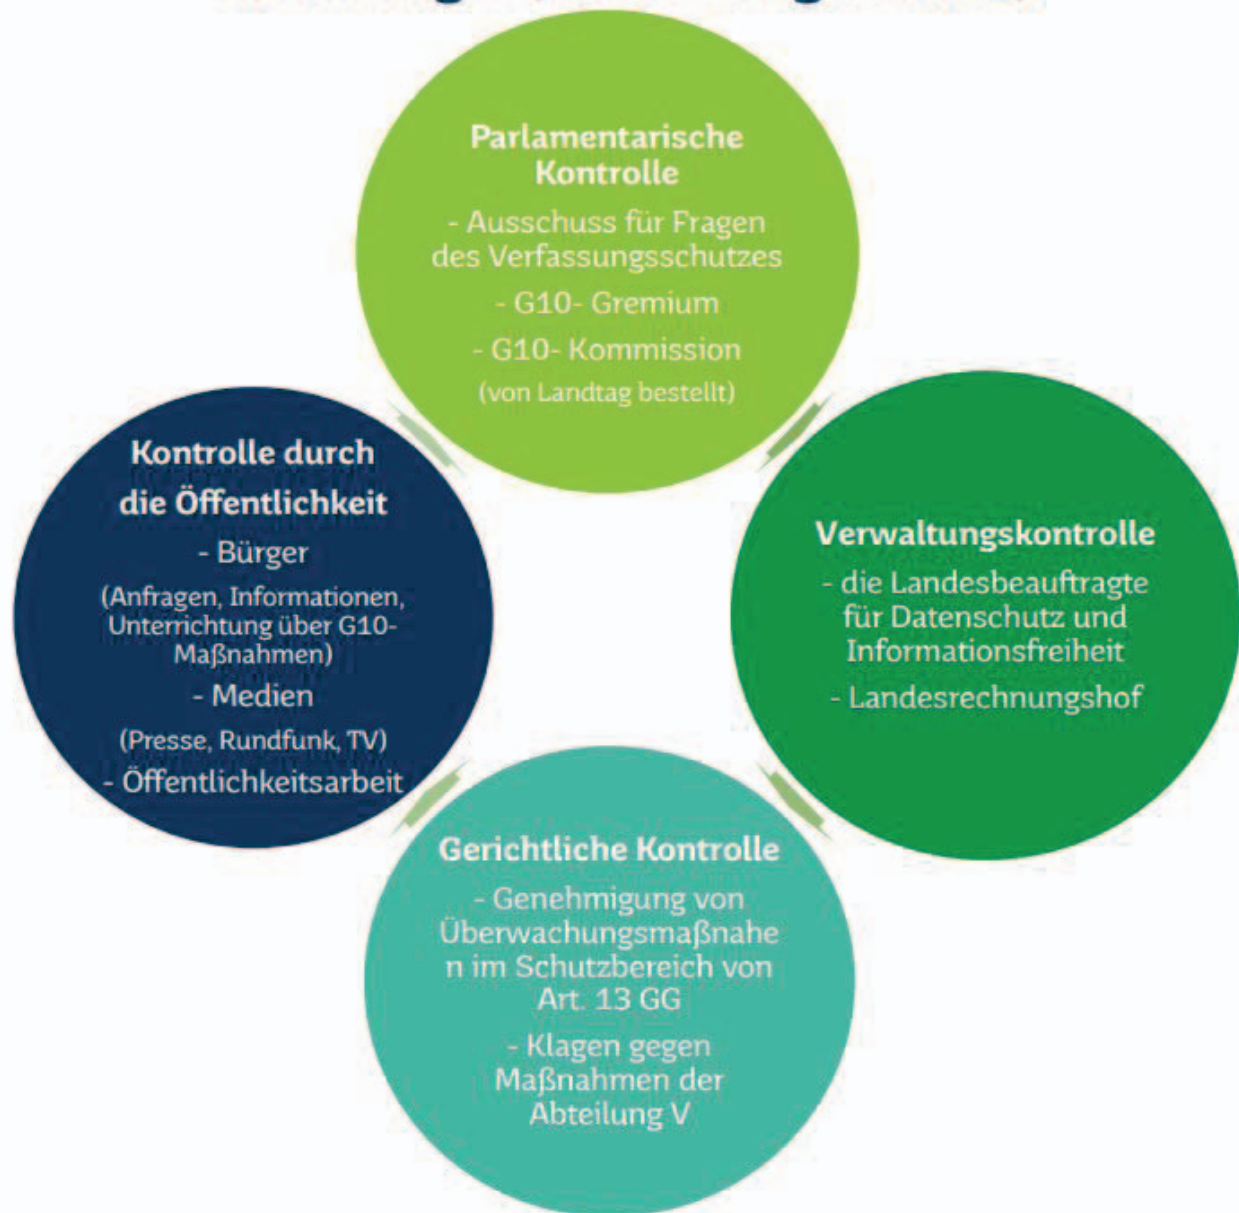 Parlamentarische
Kontrolle
- Ausschuss für Fragen
des Verfassungsschutzes
- G10- Gremium
- G10- Kommission
(von Landtag bestellt)
Kontrolle durch
die Öffentlichkeit
- Bürger
(Anfragen, Informationen,
Unterrichtung über G10-
Maßnahmen)
- Medien
(Presse, Rundfunk, TV)
- Öffentlichkeitsarbeit
Verwaltungskontrolle
- die Landesbeauftragte
für Datenschutz und
Informationsfreiheit
- Landesrechnungshof
Gerichtliche Kontrolle
- Genehmigung von
Überwachungsmaßnahe
n im Schutzbereich von
Art. 13 GG
- Klagen gegen
Maßnahmen der
Abteilung V